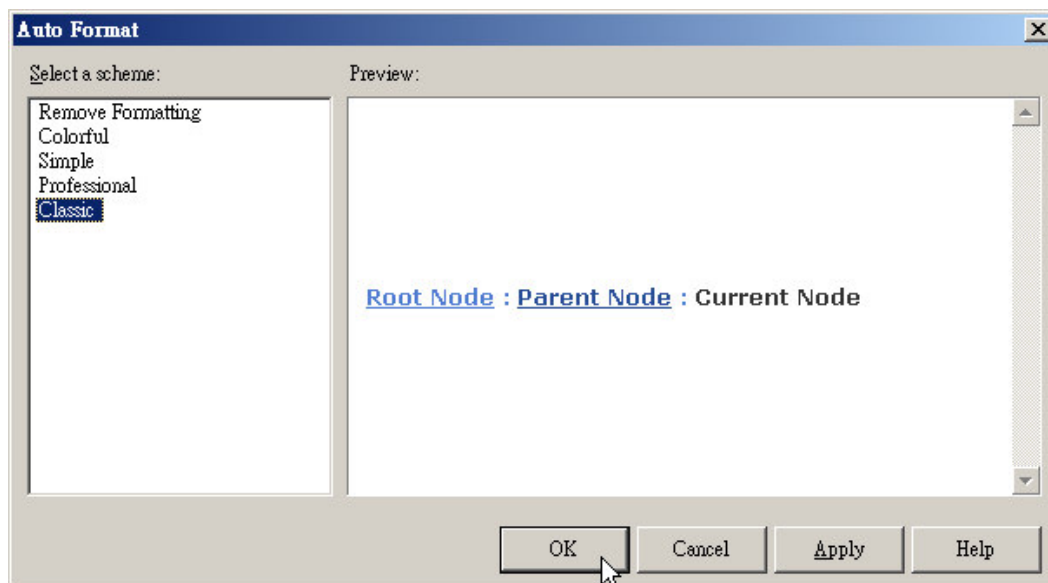 Auto Format
Select a scheme:
Preview:
Remove Formatting
Colorful
Simple
Professional
Classic
Root Node : Parent Node : Current Node
OK
Cancel
Apply
Help